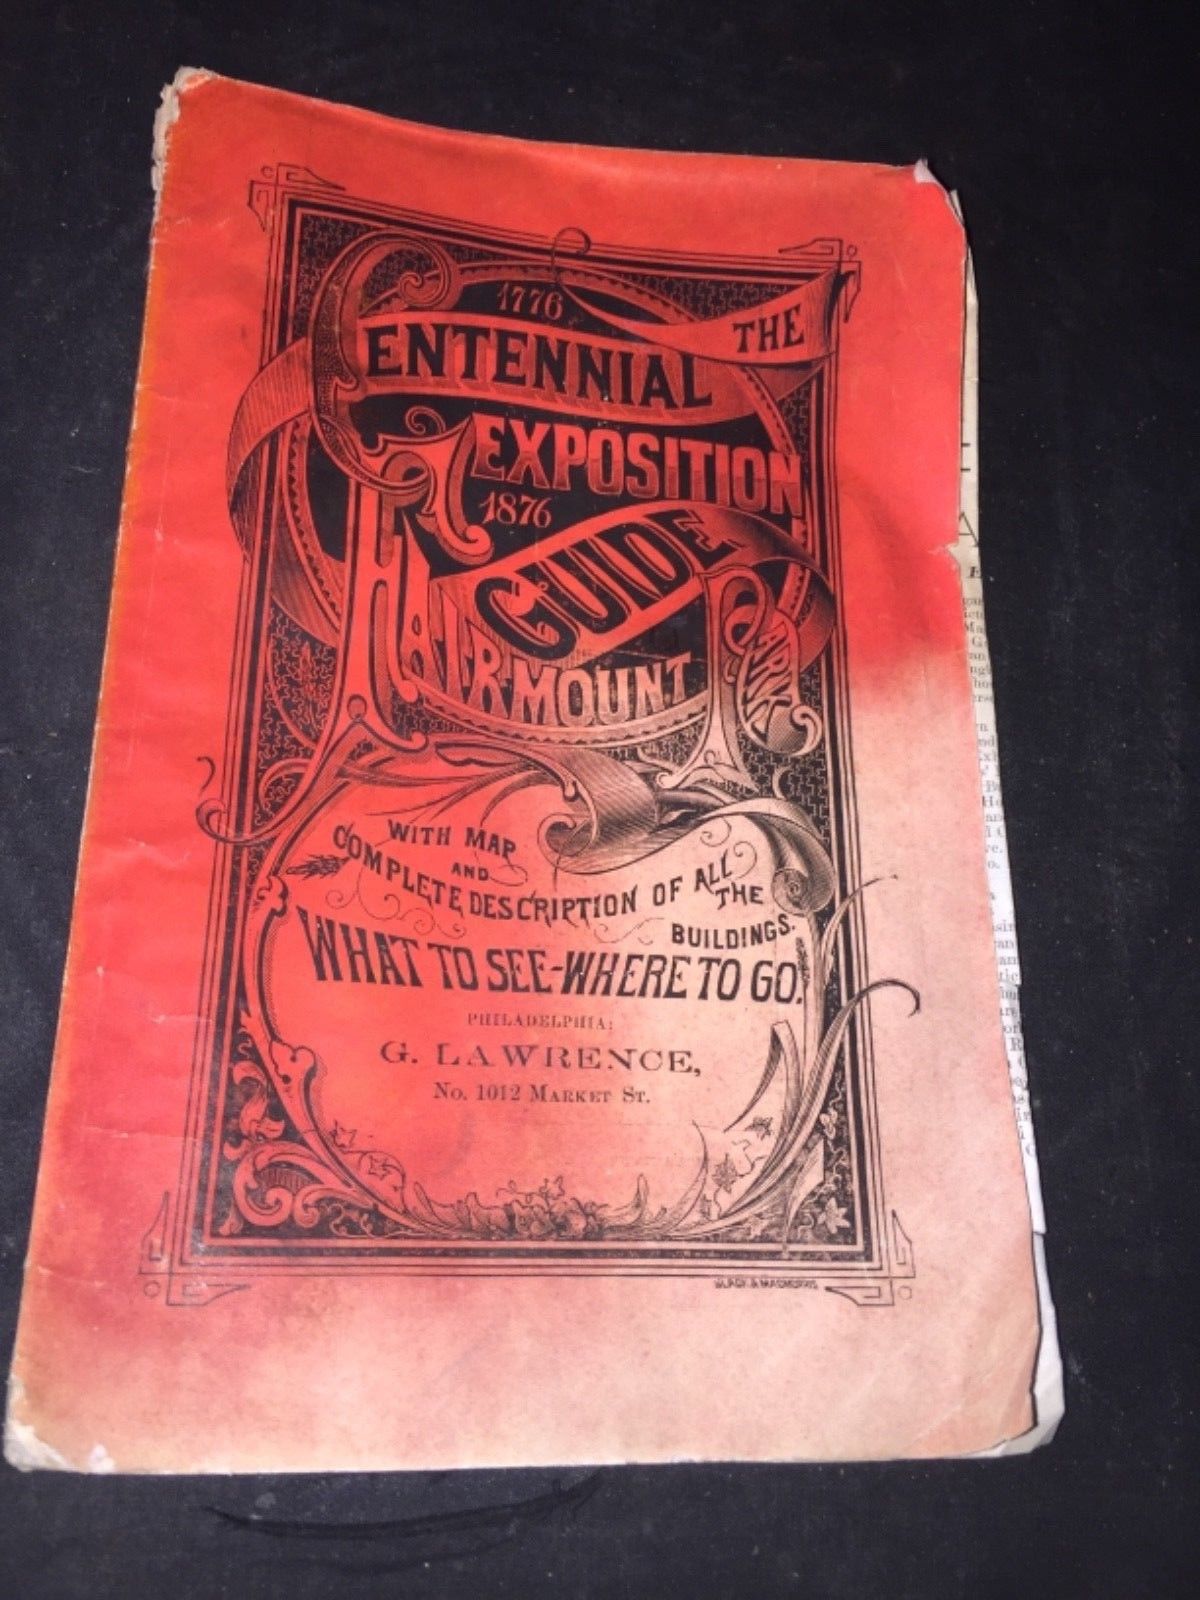 1776
THE
CENTENNIAL
EXPOSITION
1876
GUIDE
FAIRMOUNT PARK
WITH MAP
AND
COMPLETE DESCRIPTION OF ALL THE
BUILDINGS.
WHAT TO SEE-WHERE TO GO.
PHILADELPHIA:
G. LAWRENCE,
No. 1012 MARKET ST.